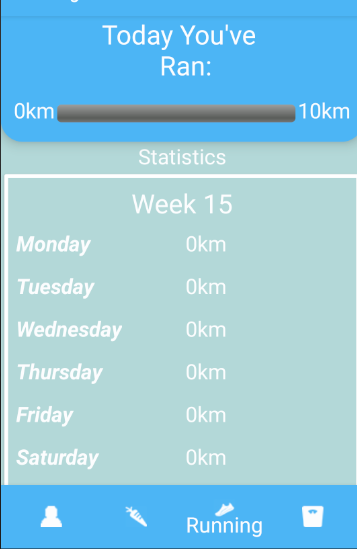 Today You've
Ran:
0km 10km
Statistics
Week 15
Monday 0km
Tuesday 0km
Wednesday 0km
Thursday 0km
Friday 0km
Saturday 0km
Running